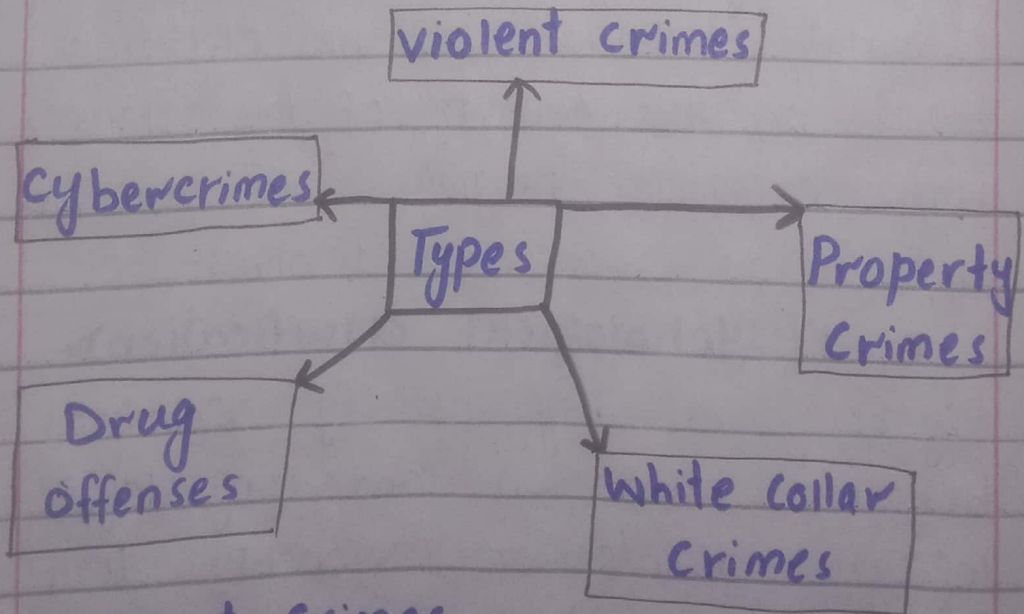 violent crimes
Cybercrimes
Types
Property
Crimes
Drug
offenses
White Collar
Crimes